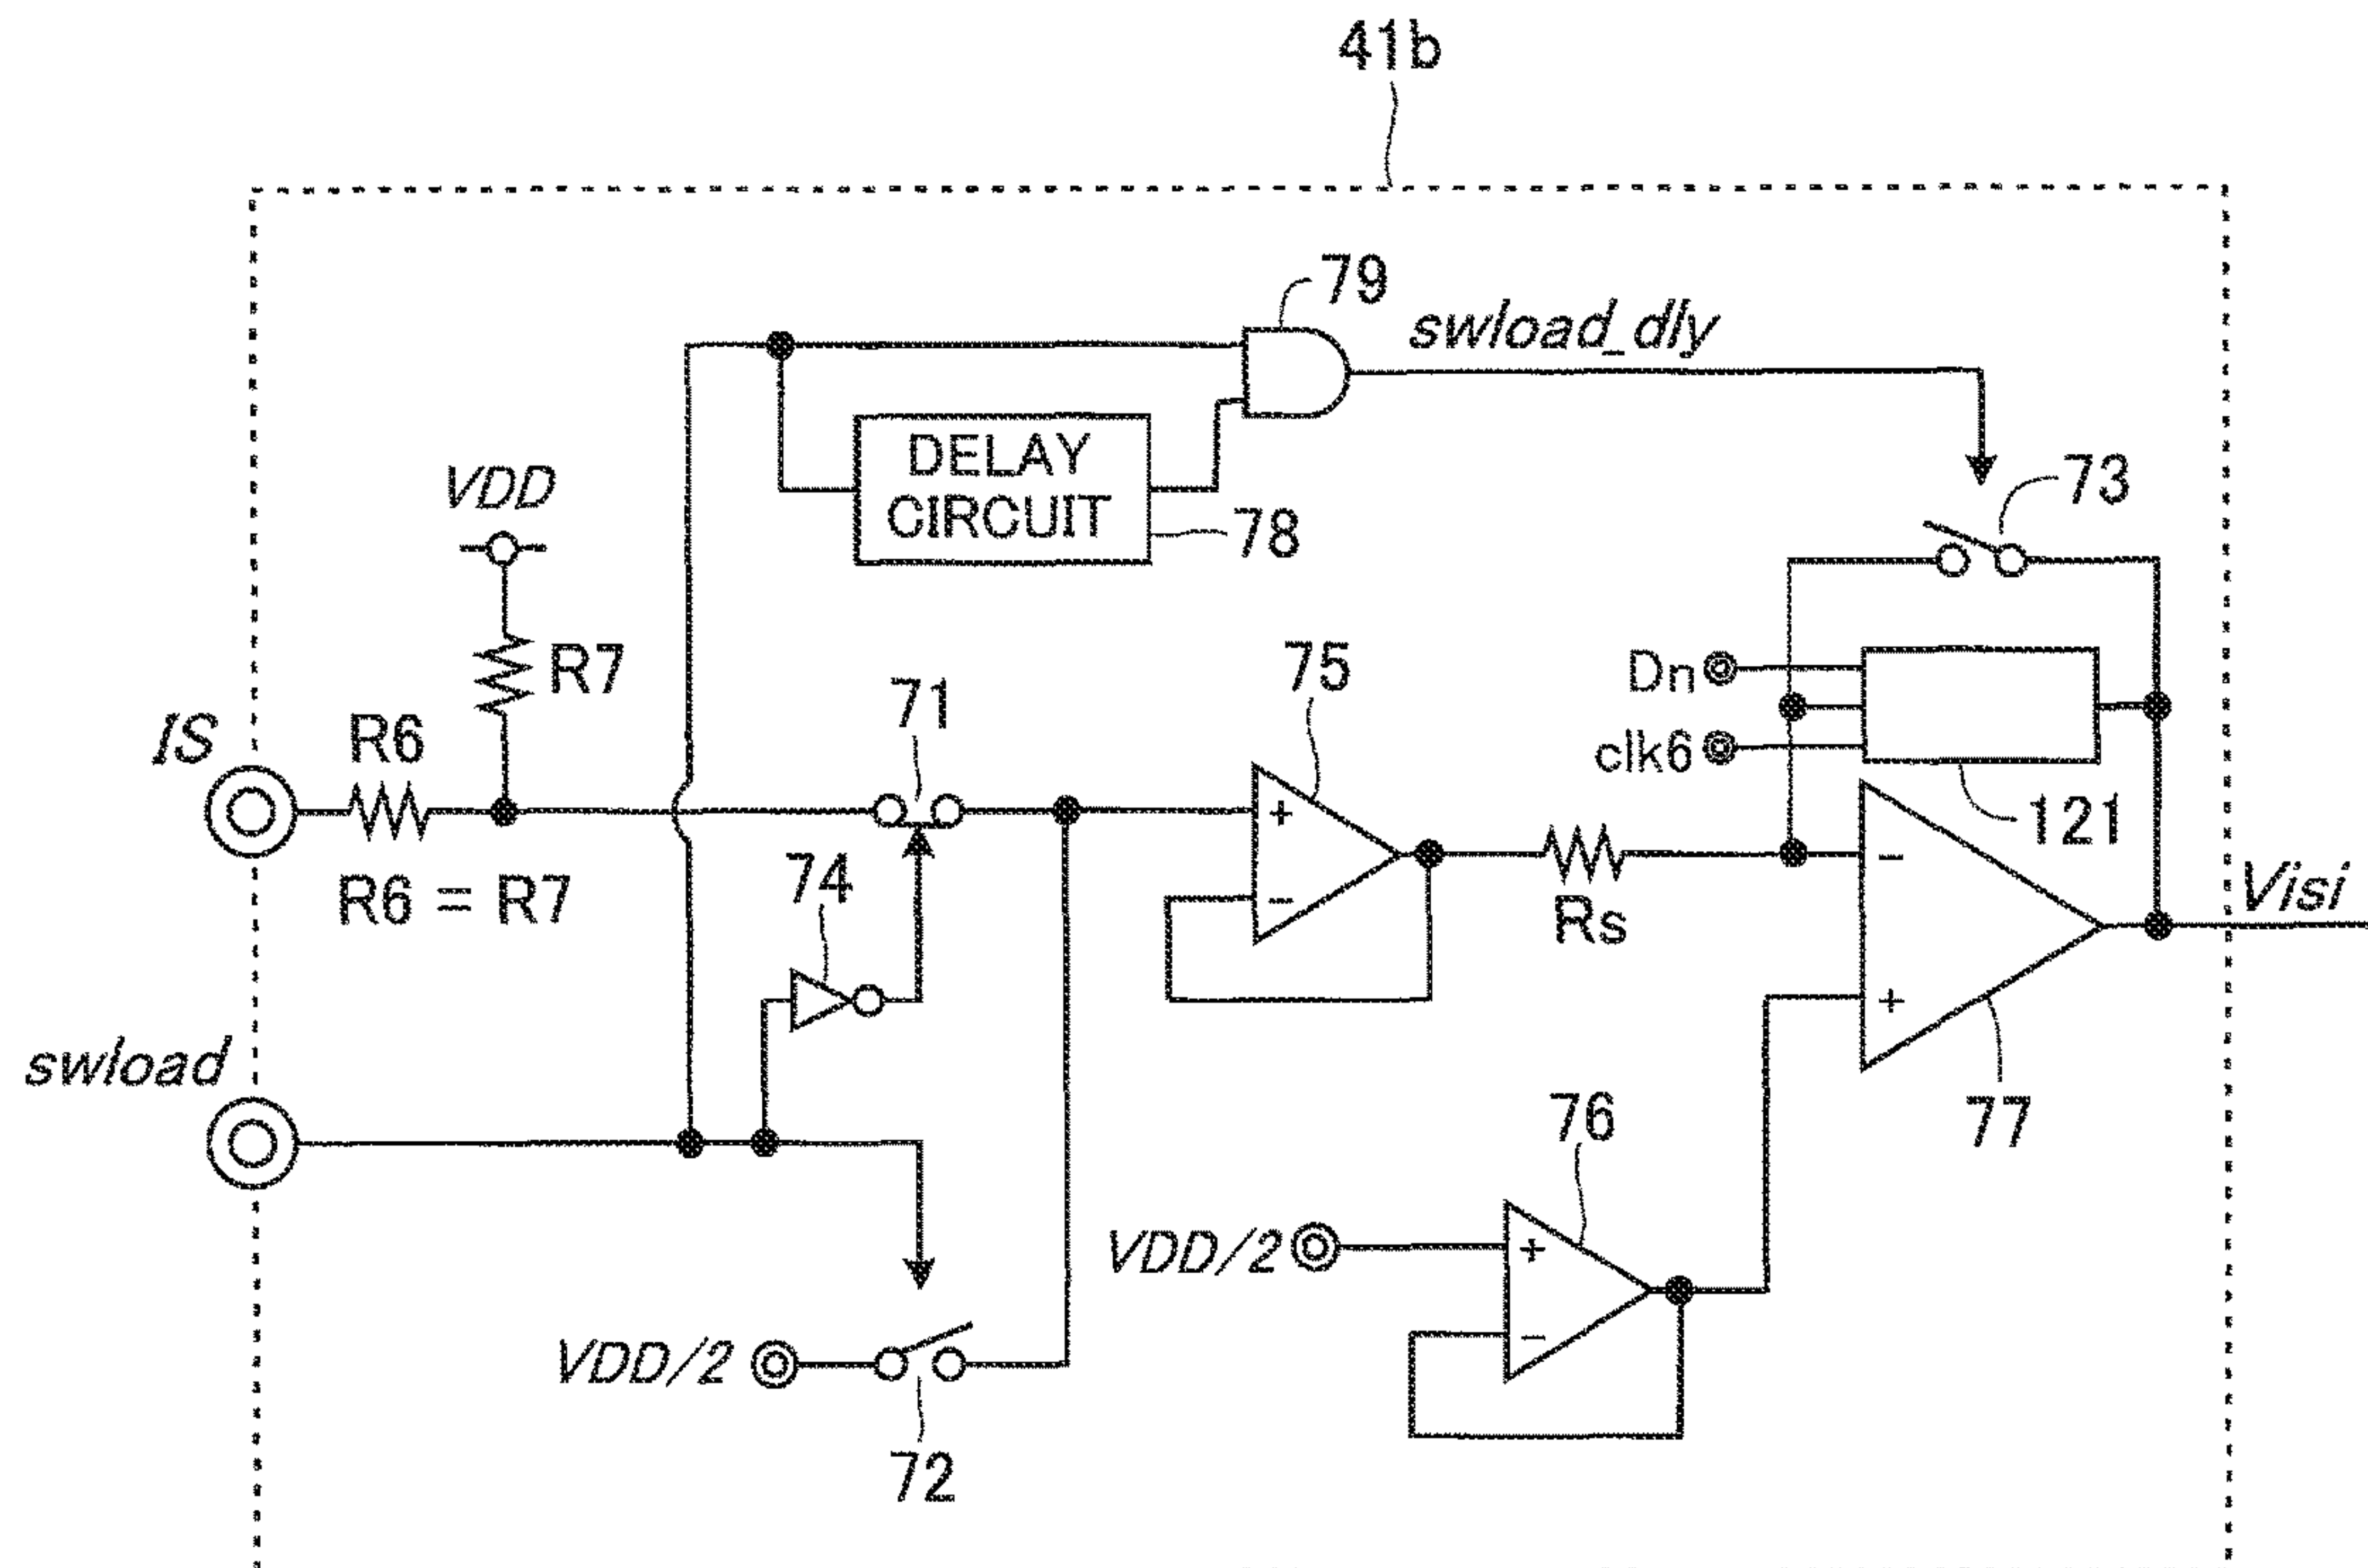 41b
79
swload_dly
DELAY
CIRCUIT
78
73
VDD
R7
Dn
clk6
121
75
71
IS
R6
R6 = R7
74
+
−
Rs
−
+
Visi
77
swload
76
VDD/2
+
−
VDD/2
72